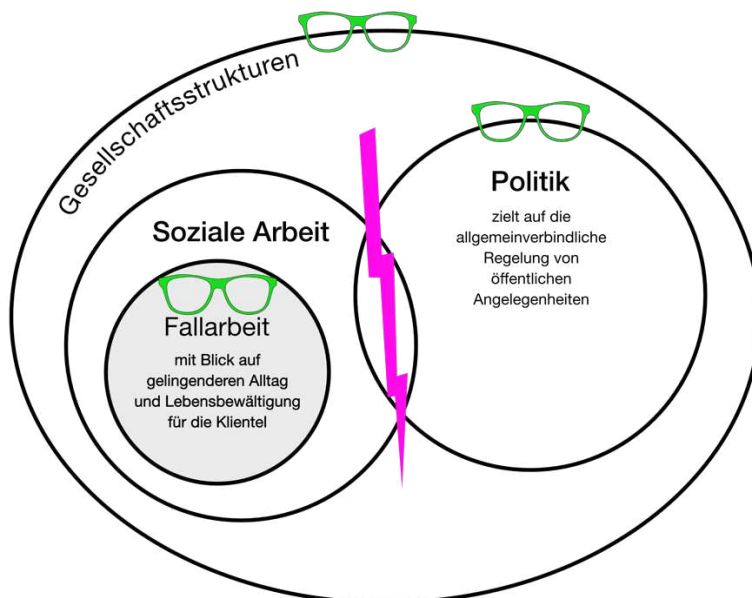 Gesellschaftsstrukturen
Politik
zielt auf die
allgemeinverbindliche
Regelung von
öffentlichen
Angelegenheiten
Soziale Arbeit
Fallarbeit
mit Blick auf
gelingenderen Alltag
und Lebensbewältigung
für die Klientel